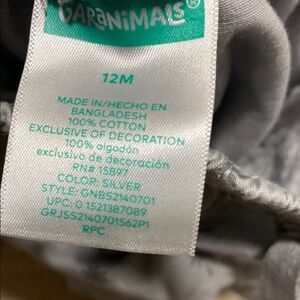 GARANIMALS®
12M
MADE IN/HECHO EN
BANGLADESH
100% COTTON
EXCLUSIVE OF DECORATION
100% algodón
exclusivo de decoración
RN# 15897
COLOR: SILVER
STYLE: GNBS2140701
UPC: 0 1521387089
GRJSS2140701562P1
RPC